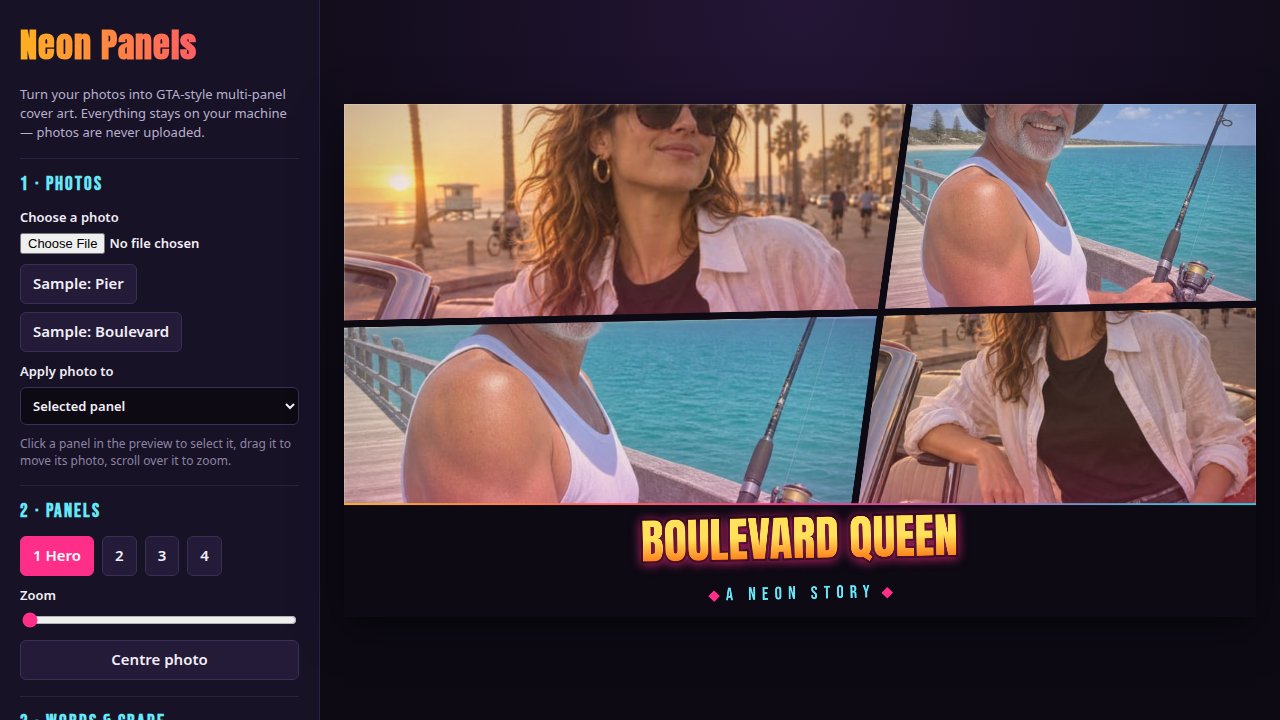 Neon Panels
Turn your photos into GTA-style multi-panel
cover art. Everything stays on your machine
— photos are never uploaded.
1 · PHOTOS
Choose a photo
Choose File No file chosen
Sample: Pier
Sample: Boulevard
Apply photo to
Selected panel
Click a panel in the preview to select it, drag it to
move its photo, scroll over it to zoom.
2 · PANELS
1 Hero 2 3 4
Zoom
Centre photo
3 · WORDS & GRADE
BOULEVARD QUEEN
◆ A NEON STORY ◆